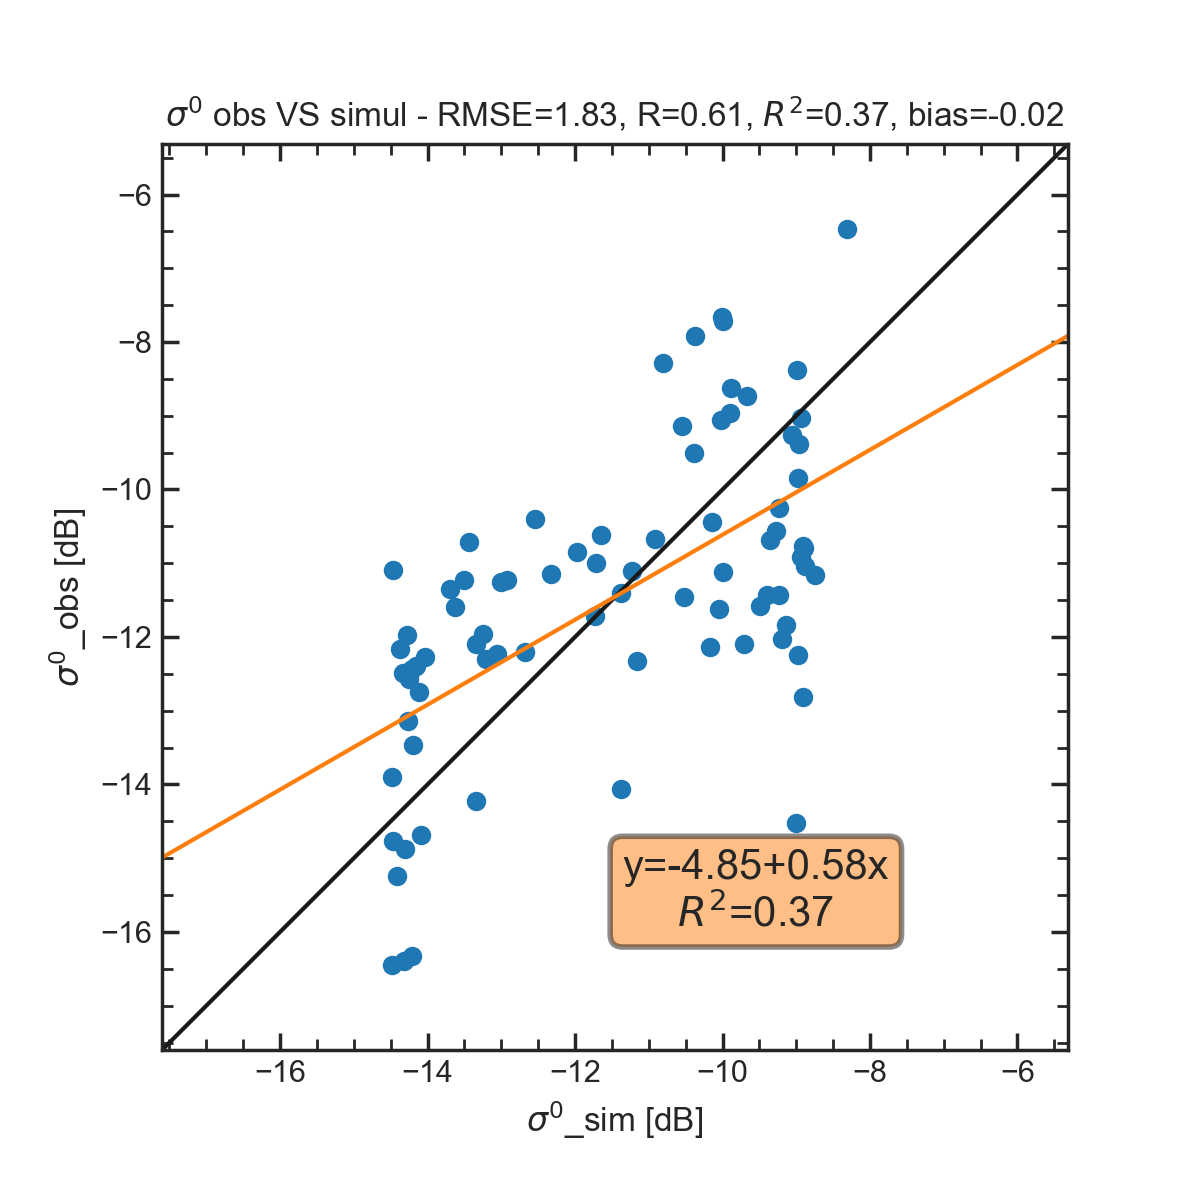 σ⁰ obs VS simul - RMSE=1.83, R=0.61, R²=0.37, bias=-0.02
−6
−8
−10
−12
−14
−16
σ⁰_obs [dB]
y=-4.85+0.58x
R²=0.37
−16 −14 −12 −10 −8 −6
σ⁰_sim [dB]